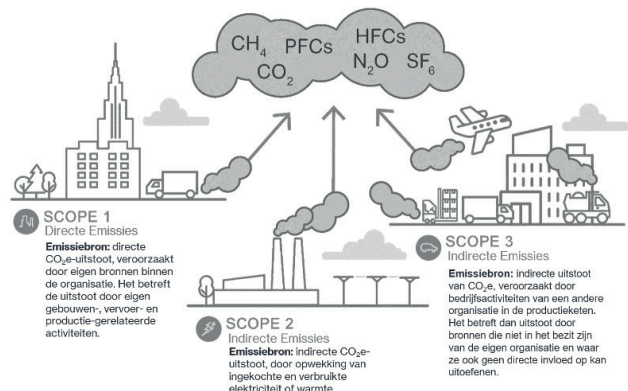 CH₄ PFCs HFCs
CO₂ N₂O SF₆
SCOPE 1
Directe Emissies
Emissiebron: directe
CO₂e-uitstoot, veroorzaakt
door eigen bronnen binnen
de organisatie. Het betreft
de uitstoot door eigen
gebouwen-, vervoer- en
productie-gerelateerde
activiteiten.
SCOPE 2
Indirecte Emissies
Emissiebron: indirecte CO₂e-
uitstoot, door opwekking van
ingekochte en verbruikte
elektriciteit of warmte
SCOPE 3
Indirecte Emissies
Emissiebron: indirecte uitstoot
van CO₂e, veroorzaakt door
bedrijfsactiviteiten van een andere
organisatie in de productieketen.
Het betreft dan uitstoot door
bronnen die niet in het bezit zijn
van de eigen organisatie en waar
ze ook geen directe invloed op kan
uitoefenen.